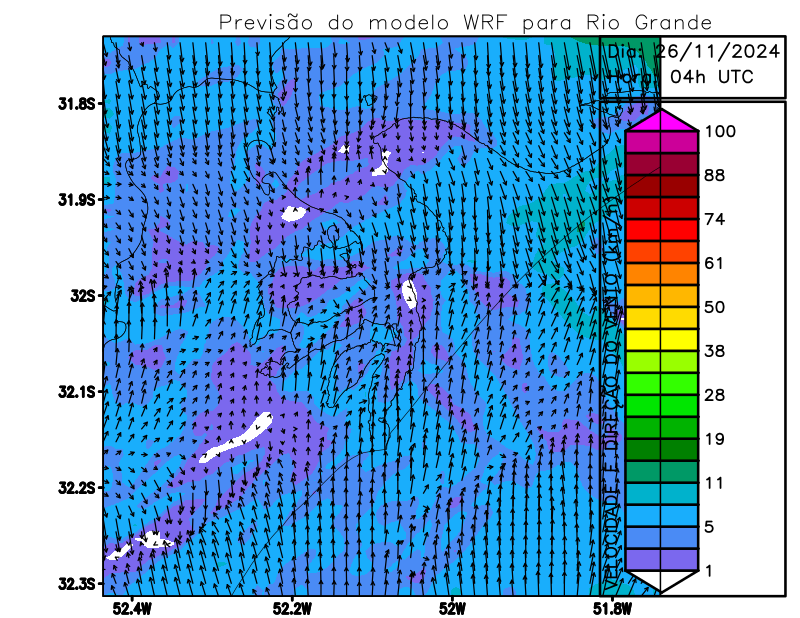 Previsão do modelo WRF para Rio Grande
Dia: 26/11/2024
Hora: 04h UTC
31.8S
31.9S
32S
32.1S
32.2S
32.3S
52.4W
52.2W
52W
51.8W
VELOCIDADE E DIREÇÃO DO VENTO (km/h)
100
88
74
61
50
38
28
19
11
5
1